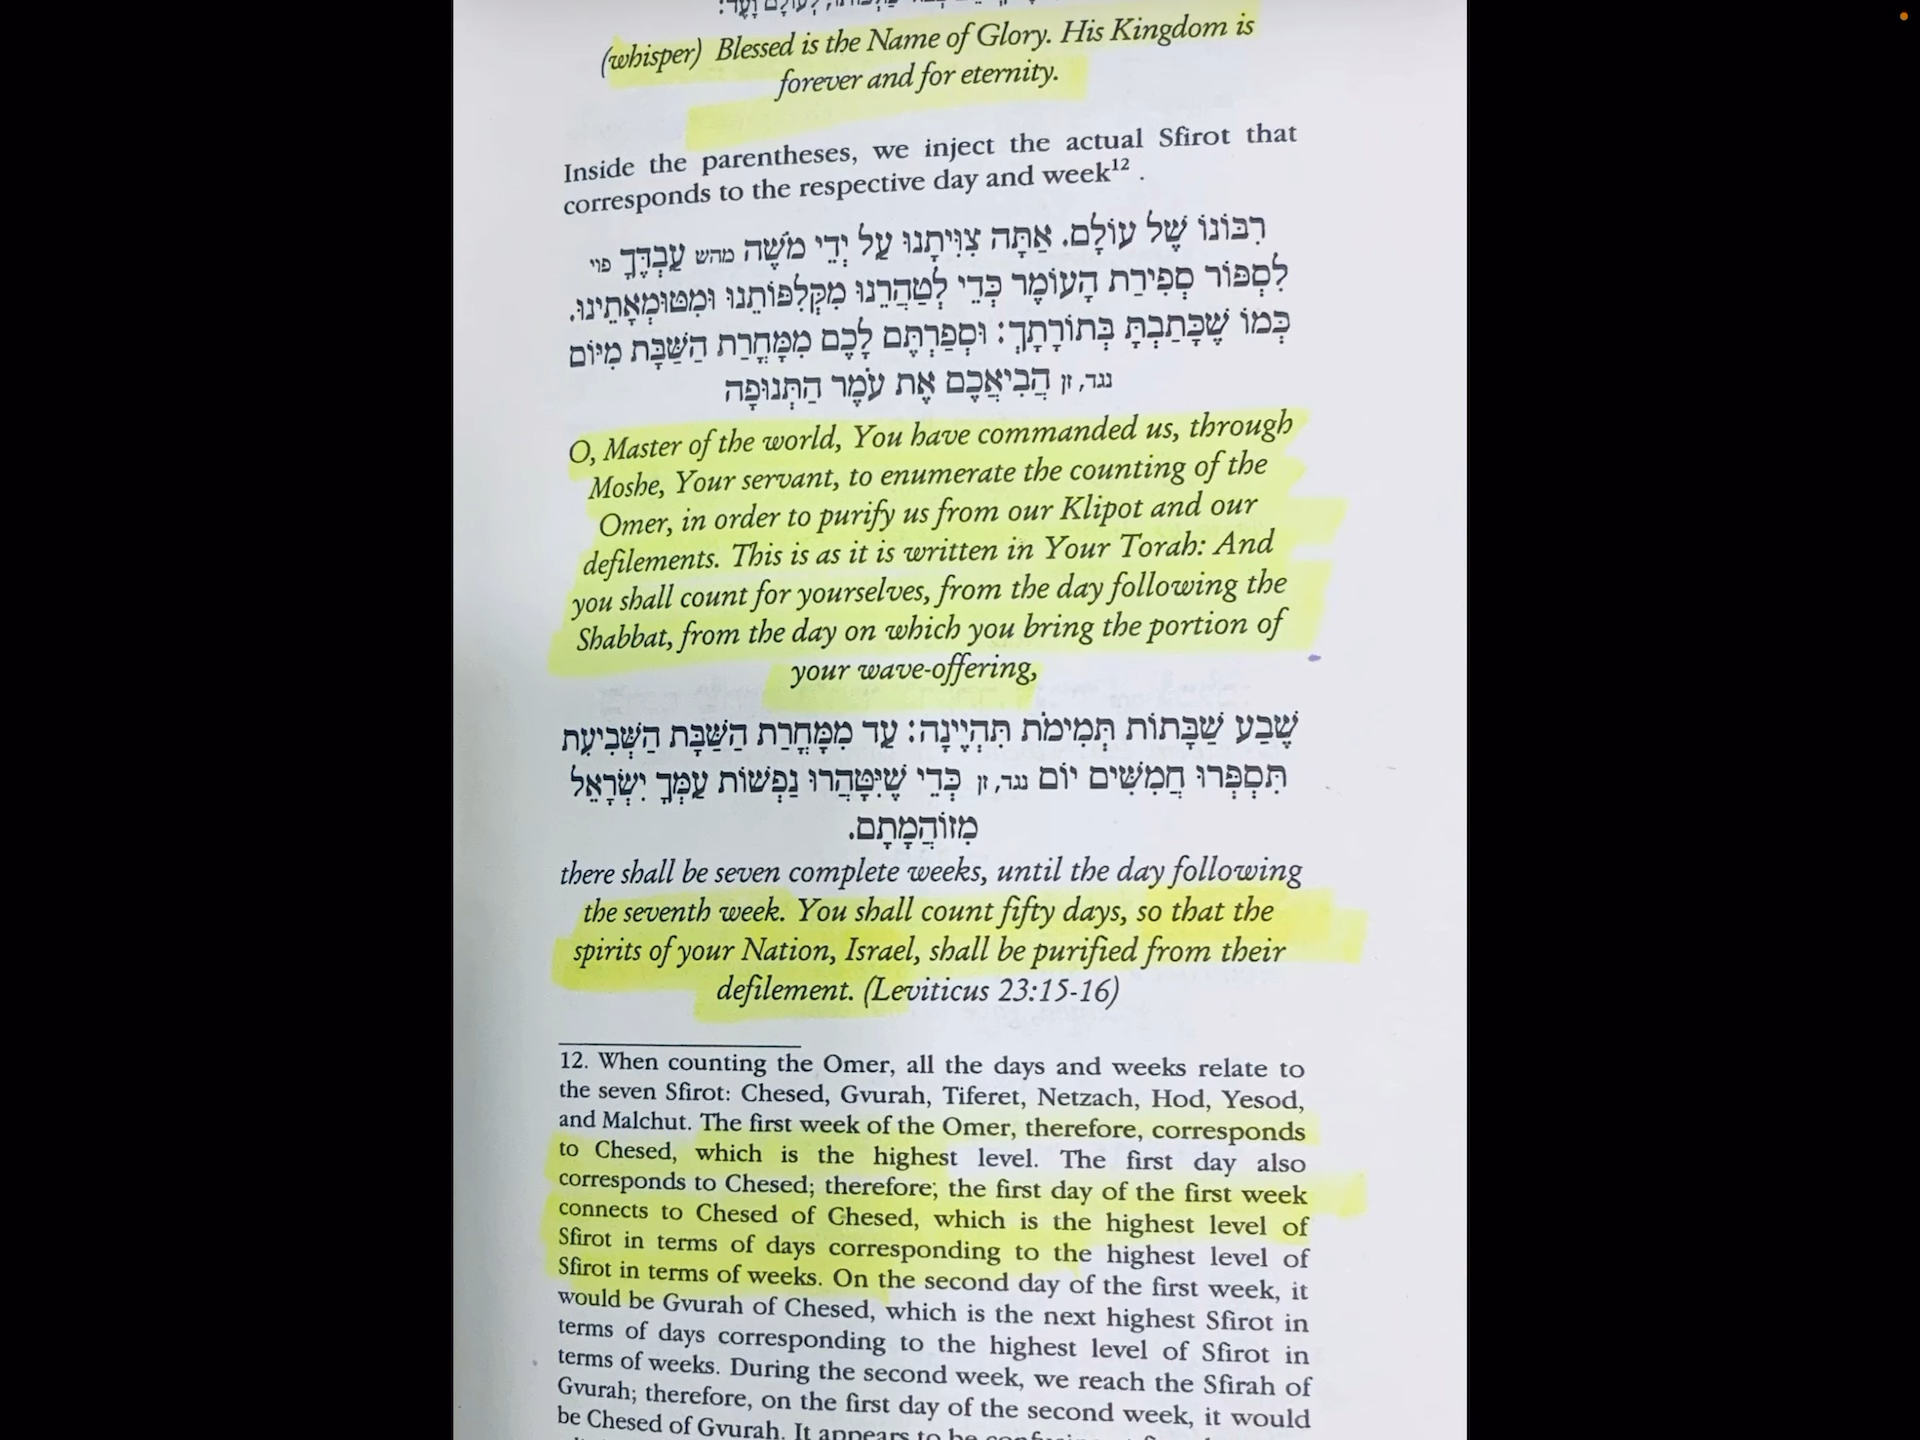 לְעוֹלָם וָעֶד:
(whisper) Blessed is the Name of Glory. His Kingdom is
forever and for eternity.
Inside the parentheses, we inject the actual Sfirot that
corresponds to the respective day and week12 .
רִבּוֹנוֹ שֶׁל עוֹלָם. אַתָּה צִוִּיתָנוּ עַל יְדֵי מֹשֶׁה מהש עַבְדֶּךָ פוי
לִסְפּוֹר סְפִירַת הָעוֹמֶר כְּדֵי לְטַהֲרֵנוּ מִקְּלִפּוֹתֵנוּ וּמִטּוּמְאָתֵינוּ.
כְּמוֹ שֶׁכָּתַבְתָּ בְּתוֹרָתָךְ: וּסְפַרְתֶּם לָכֶם מִמָּחֳרַת הַשַּׁבָּת מִיּוֹם
נגד, זן הֲבִיאֲכֶם אֶת עֹמֶר הַתְּנוּפָה
O, Master of the world, You have commanded us, through
Moshe, Your servant, to enumerate the counting of the
Omer, in order to purify us from our Klipot and our
defilements. This is as it is written in Your Torah: And
you shall count for yourselves, from the day following the
Shabbat, from the day on which you bring the portion of
your wave-offering,
שֶׁבַע שַׁבָּתוֹת תְּמִימֹת תִּהְיֶינָה: עַד מִמָּחֳרַת הַשַּׁבָּת הַשְּׁבִיעִת
תִּסְפְּרוּ חֲמִשִּׁים יוֹם נגד, זן כְּדֵי שֶׁיִּטָּהֲרוּ נַפְשׁוֹת עַמְּךָ יִשְׂרָאֵל
מִזּוֹהֲמָתָם.
there shall be seven complete weeks, until the day following
the seventh week. You shall count fifty days, so that the
spirits of your Nation, Israel, shall be purified from their
defilement. (Leviticus 23:15-16)
12. When counting the Omer, all the days and weeks relate to
the seven Sfirot: Chesed, Gvurah, Tiferet, Netzach, Hod, Yesod,
and Malchut. The first week of the Omer, therefore, corresponds
to Chesed, which is the highest level. The first day also
corresponds to Chesed; therefore; the first day of the first week
connects to Chesed of Chesed, which is the highest level of
Sfirot in terms of days corresponding to the highest level of
Sfirot in terms of weeks. On the second day of the first week, it
would be Gvurah of Chesed, which is the next highest Sfirot in
terms of days corresponding to the highest level of Sfirot in
terms of weeks. During the second week, we reach the Sfirah of
Gvurah; therefore, on the first day of the second week, it would
be Chesed of Gvurah. It appears to be